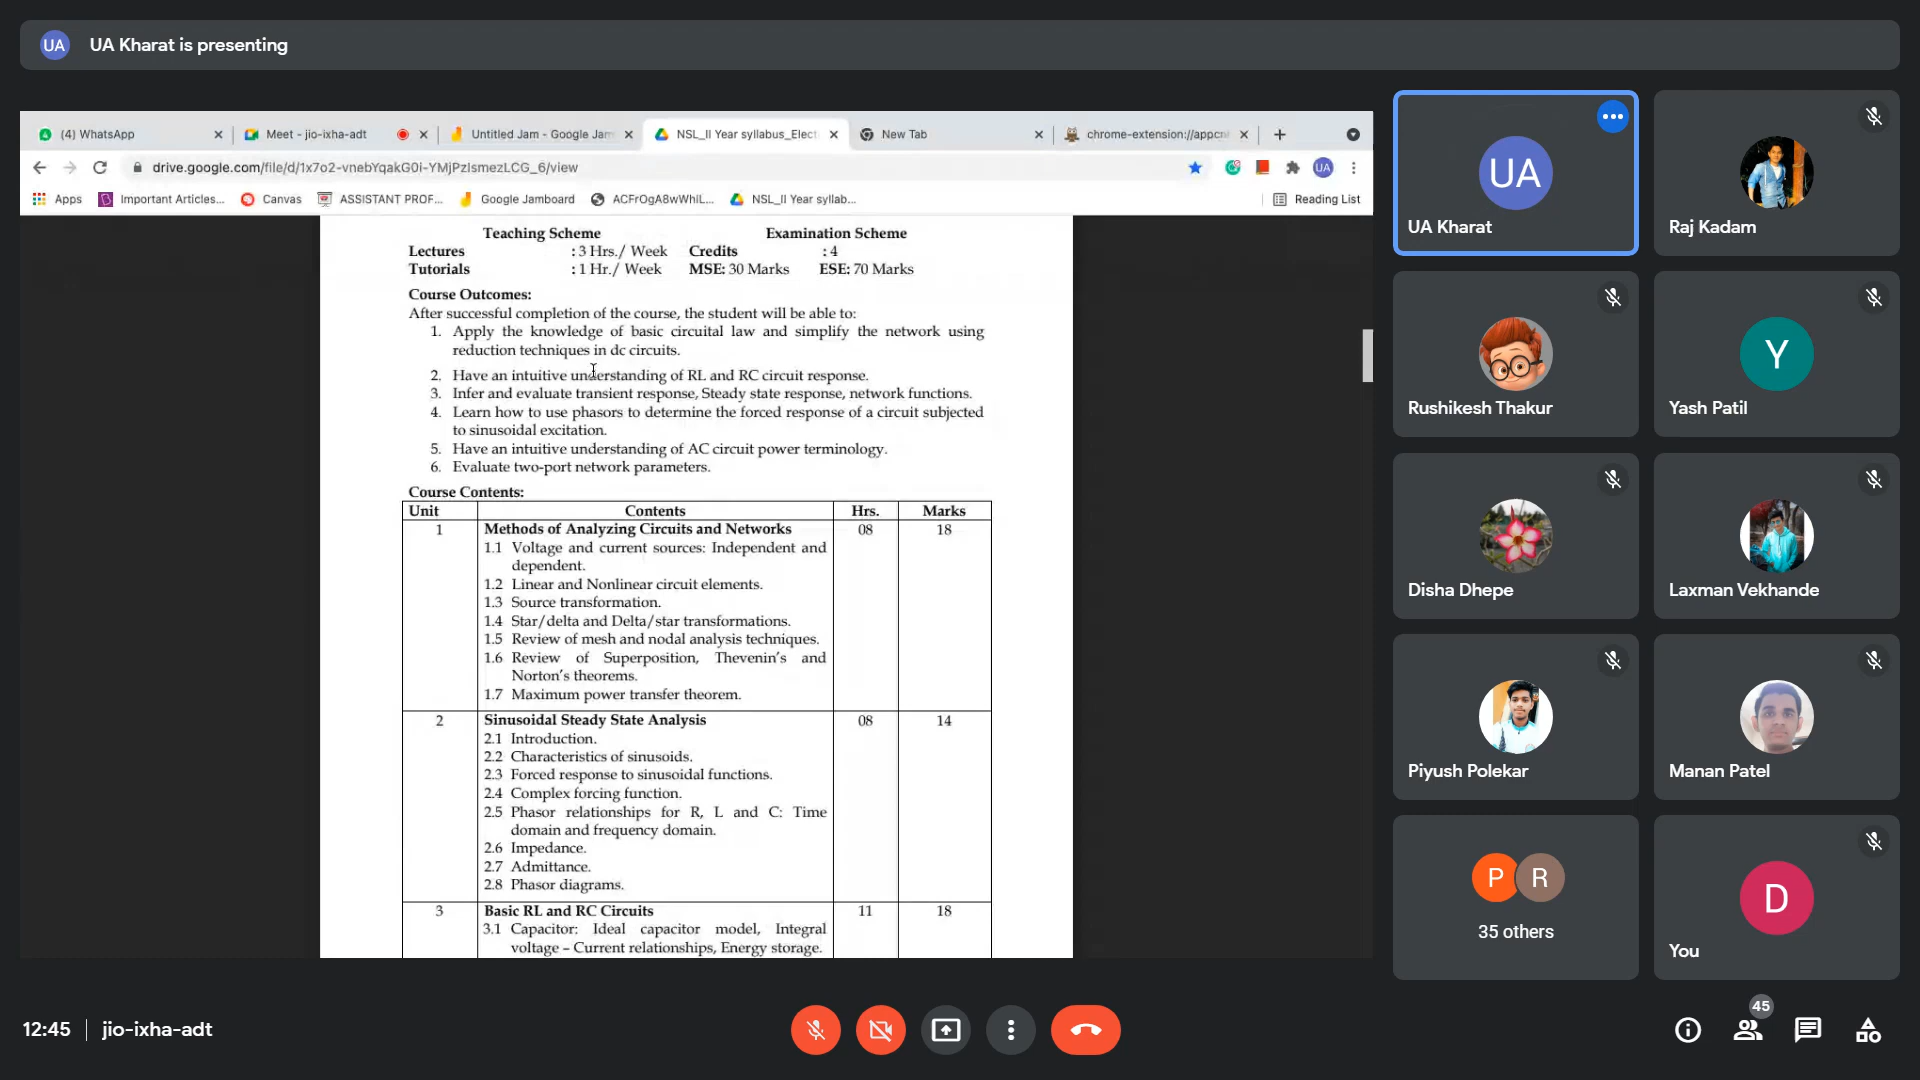 UA UA Kharat is presenting
(4) WhatsApp
Meet - jio-ixha-adt
Untitled Jam - Google Jam
NSL_II Year syllabus_Elect
New Tab
chrome-extension://appcn
drive.google.com/file/d/1x7o2-vnebYqakG0i-YMjPzIsmezLCG_6/view
UA
Apps
Important Articles...
Canvas
ASSISTANT PROF...
Google Jamboard
ACFrOgA8wWhlL...
NSL_II Year syllab...
Reading List
Teaching Scheme Examination Scheme
Lectures : 3 Hrs./ Week Credits : 4
Tutorials : 1 Hr./ Week MSE: 30 Marks ESE: 70 Marks
Course Outcomes:
After successful completion of the course, the student will be able to:
1. Apply the knowledge of basic circuital law and simplify the network using
reduction techniques in dc circuits.
2. Have an intuitive understanding of RL and RC circuit response.
3. Infer and evaluate transient response, Steady state response, network functions.
4. Learn how to use phasors to determine the forced response of a circuit subjected
to sinusoidal excitation.
5. Have an intuitive understanding of AC circuit power terminology.
6. Evaluate two-port network parameters.
Course Contents:
Unit Contents Hrs. Marks
1 Methods of Analyzing Circuits and Networks 08 18
1.1 Voltage and current sources: Independent and
dependent.
1.2 Linear and Nonlinear circuit elements.
1.3 Source transformation.
1.4 Star/delta and Delta/star transformations.
1.5 Review of mesh and nodal analysis techniques.
1.6 Review of Superposition, Thevenin's and
Norton's theorems.
1.7 Maximum power transfer theorem.
2 Sinusoidal Steady State Analysis 08 14
2.1 Introduction.
2.2 Characteristics of sinusoids.
2.3 Forced response to sinusoidal functions.
2.4 Complex forcing function.
2.5 Phasor relationships for R, L and C: Time
domain and frequency domain.
2.6 Impedance.
2.7 Admittance.
2.8 Phasor diagrams.
3 Basic RL and RC Circuits 11 18
3.1 Capacitor: Ideal capacitor model, Integral
voltage – Current relationships, Energy storage.
UA
UA Kharat
Raj Kadam
Rushikesh Thakur
Y
Yash Patil
Disha Dhepe
Laxman Vekhande
Piyush Polekar
Manan Patel
P R
35 others
D
You
12:45 | jio-ixha-adt
45